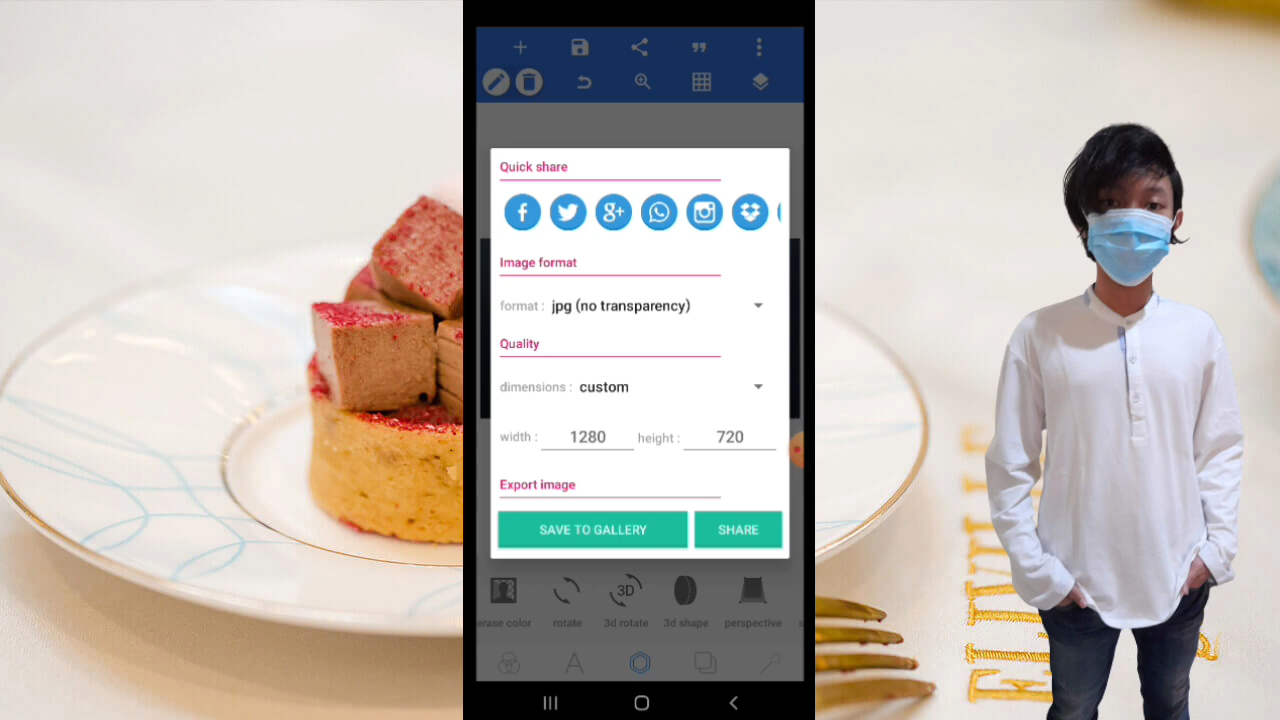 Quick share
Image format
format : jpg (no transparency)
Quality
dimensions : custom
width : 1280 height : 720
Export image
SAVE TO GALLERY SHARE
erase color rotate 3d rotate 3d shape perspective